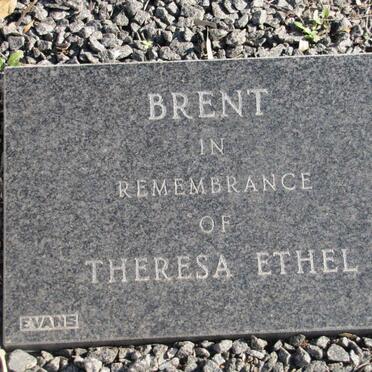 BRENT
IN
REMEMBRANCE
OF
THERESA ETHEL
EVANS